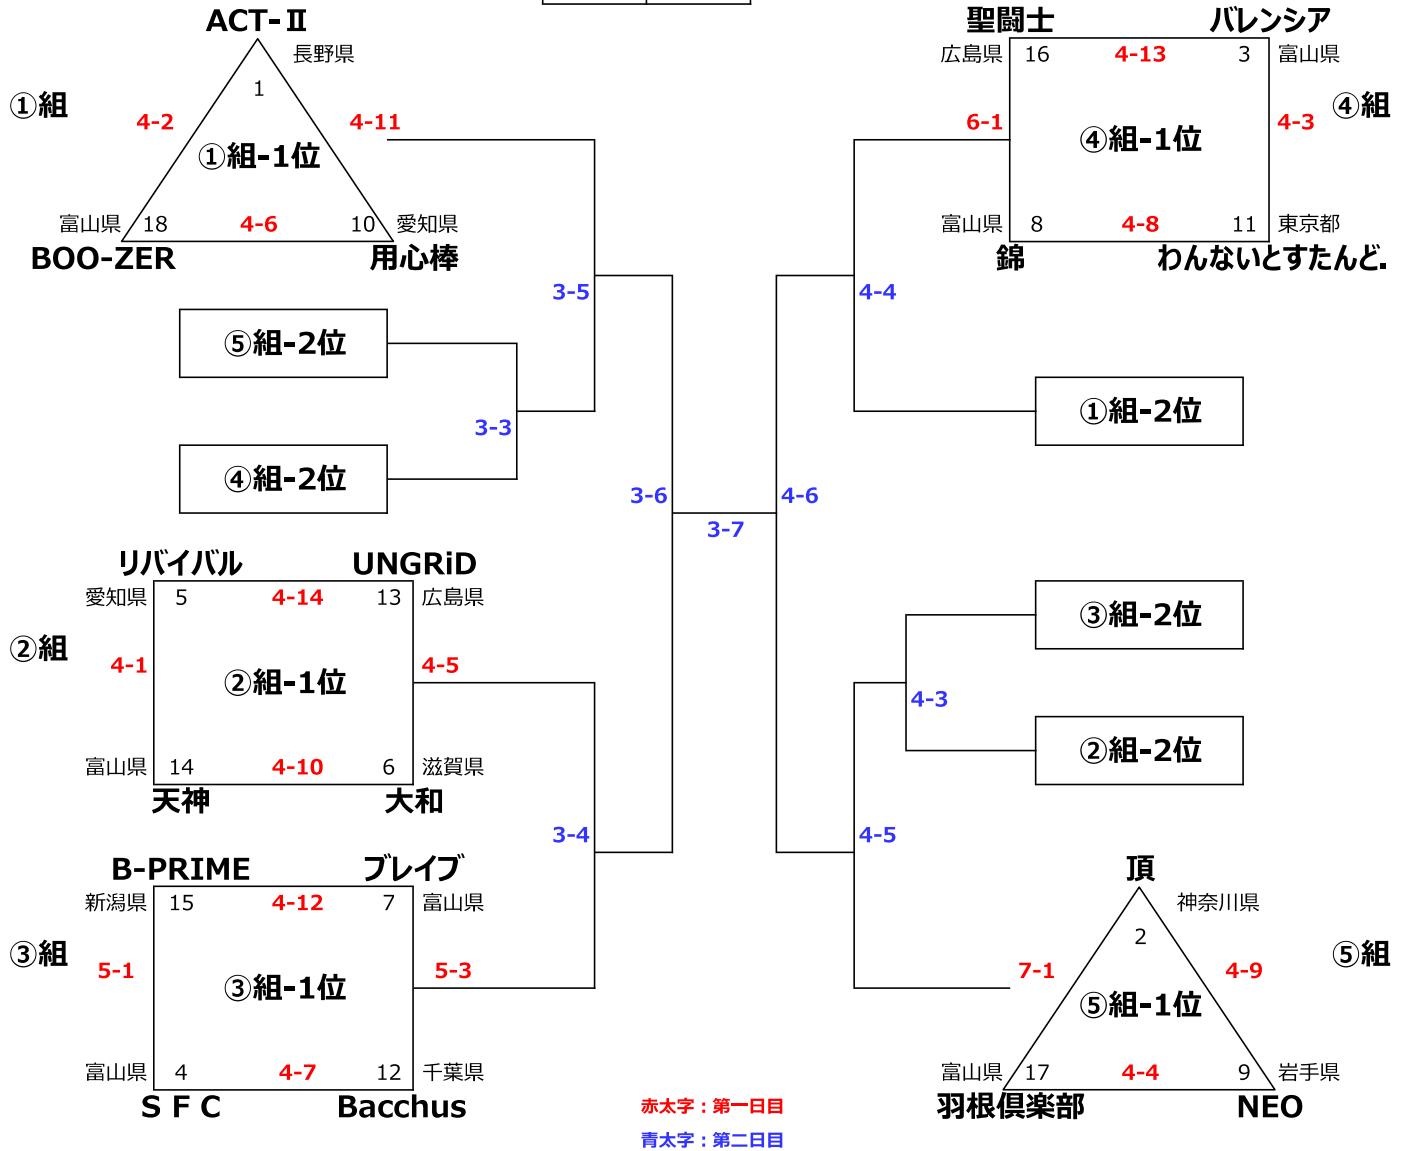 ACT-Ⅱ
長野県
1
①組
4-2
4-11
①組-1位
富山県
18
4-6
10
愛知県
BOO-ZER
用心棒
⑤組-2位
④組-2位
3-3
3-5
リバイバル
UNGRiD
愛知県
5
4-14
13
広島県
②組
4-1
②組-1位
4-5
富山県
14
4-10
6
滋賀県
天神
大和
3-4
B-PRIME
ブレイブ
新潟県
15
4-12
7
富山県
③組
5-1
③組-1位
5-3
富山県
4
4-7
12
千葉県
S F C
Bacchus
3-6
3-7
4-6
聖闘士
バレンシア
広島県
16
4-13
3
富山県
④組
6-1
④組-1位
4-3
富山県
8
4-8
11
東京都
錦
わんないとすたんど.
4-4
①組-2位
③組-2位
4-3
②組-2位
4-5
頂
神奈川県
2
⑤組
7-1
4-9
⑤組-1位
富山県
17
4-4
9
岩手県
羽根倶楽部
NEO
赤太字：第一日目
青太字：第二日目